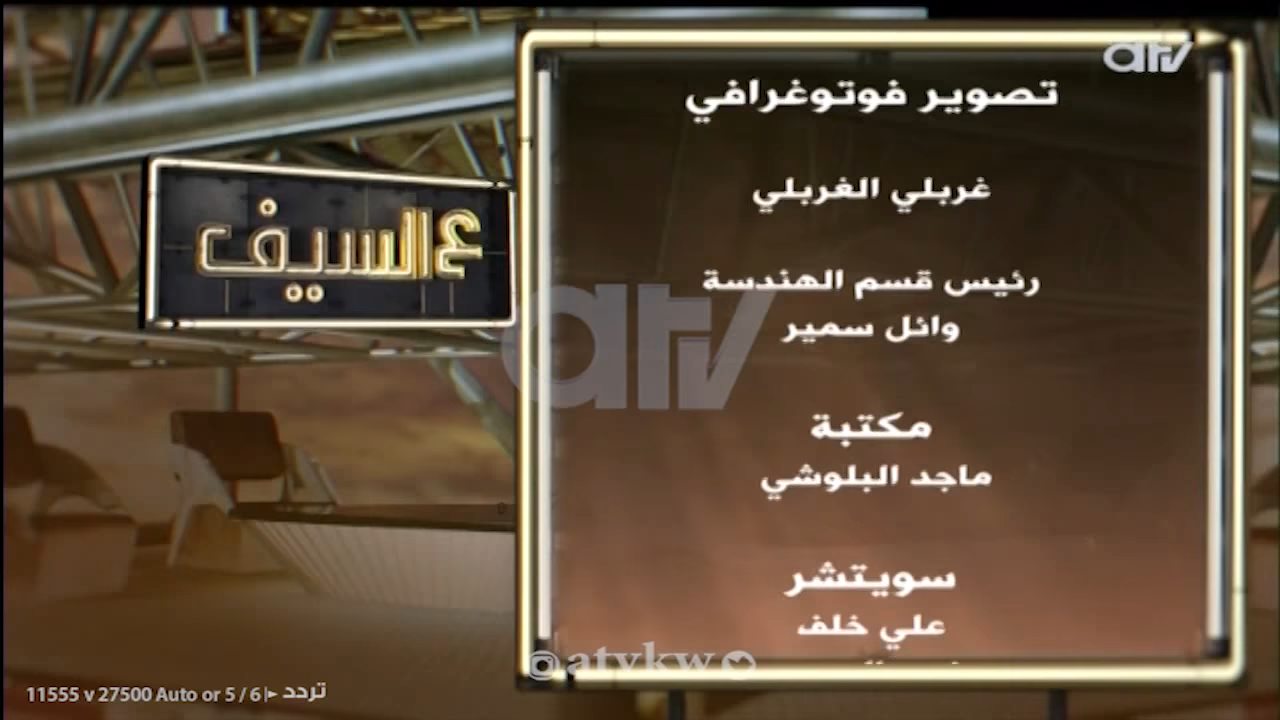 atv
تصوير فوتوغرافي
غربلي الغربلي
رئيس قسم الهندسة
وائل سمير
مكتبة
ماجد البلوشي
سويتشر
علي خلف
ع السيف
atv
atvkw
تردد 11555 v 27500 Auto or 5 / 6